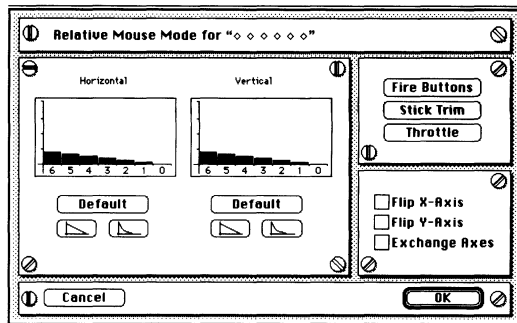 Relative Mouse Mode for “◇ ◇ ◇ ◇ ◇ ◇”
Horizontal
Vertical
6 5 4 3 2 1 0
6 5 4 3 2 1 0
Default
Default
Fire Buttons
Stick Trim
Throttle
Flip X-Axis
Flip Y-Axis
Exchange Axes
Cancel
OK